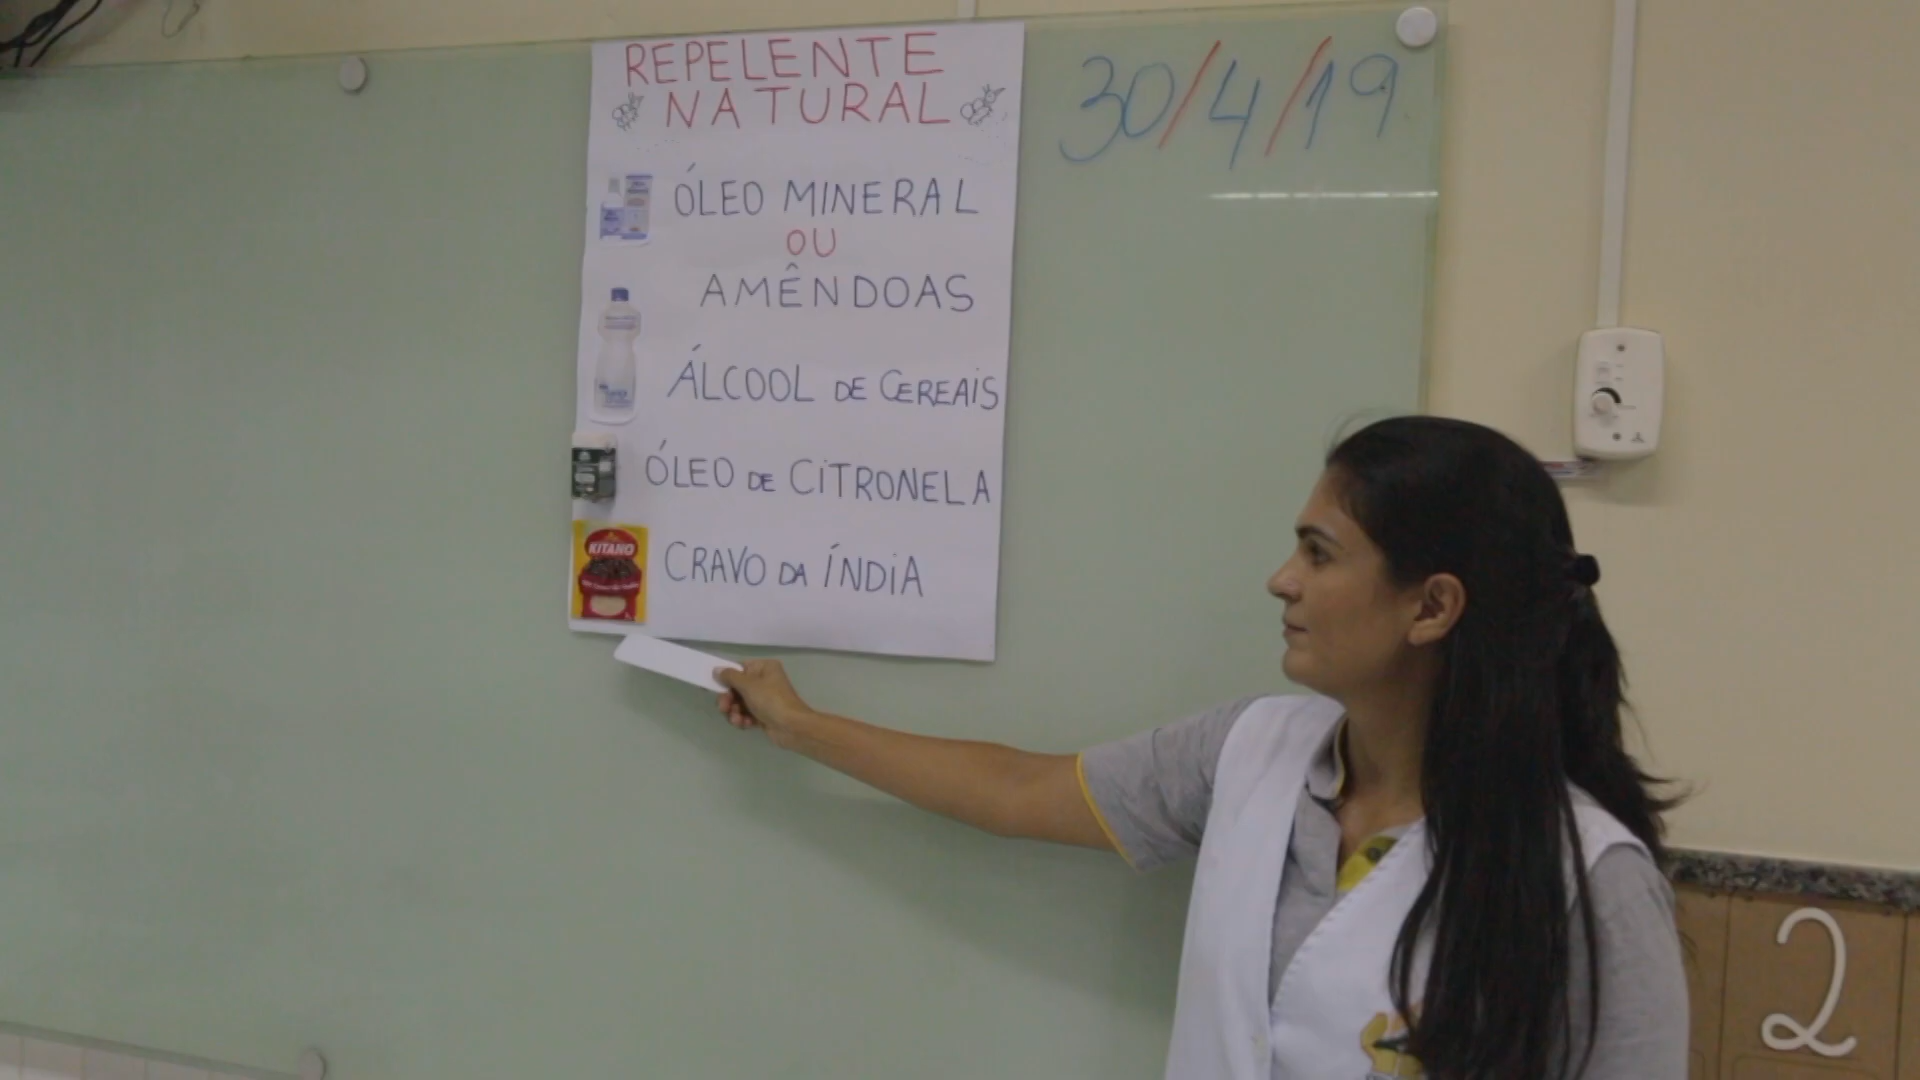 REPELENTE
NATURAL
30/4/19
ÓLEO MINERAL
OU
AMÊNDOAS
ÁLCOOL DE CEREAIS
ÓLEO DE CITRONELA
KITANO
CRAVO DA ÍNDIA
2